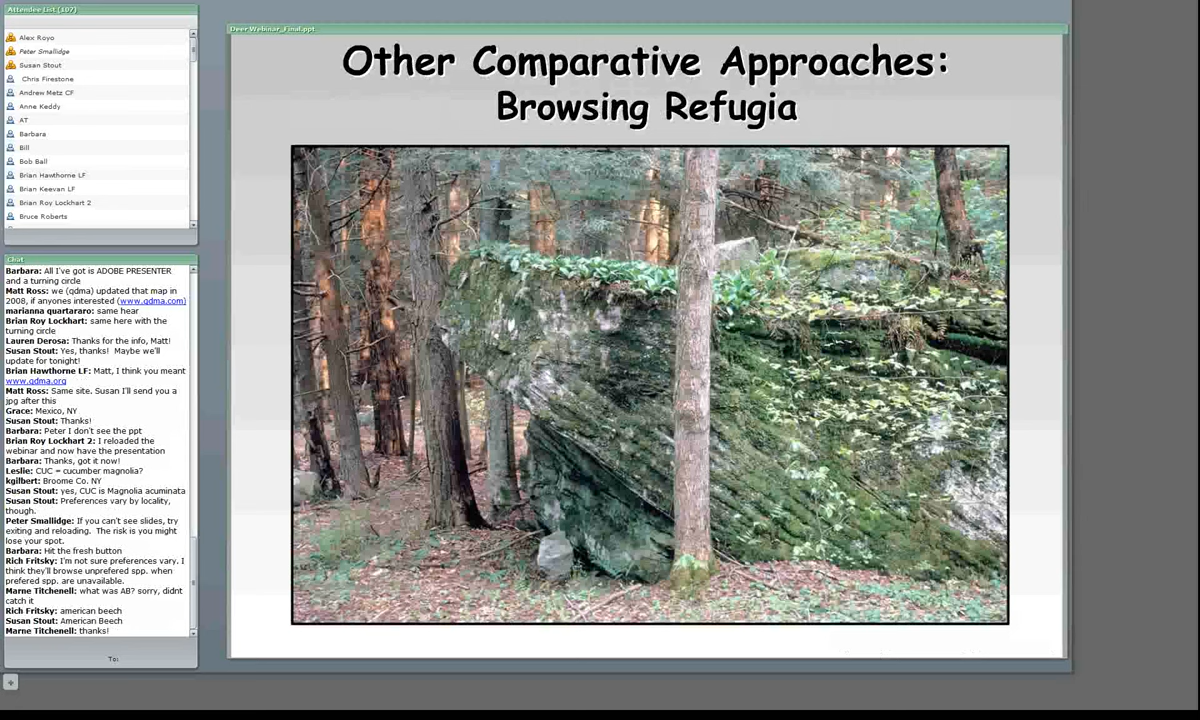 Attendee List (107)
Alex Royo
Peter Smallidge
Susan Stout
Chris Firestone
Andrew Metz CF
Anne Keddy
AT
Barbara
Bill
Bob Ball
Brian Hawthorne LF
Brian Keevan LF
Brian Roy Lockhart 2
Bruce Roberts
Chat
Barbara: All I've got is ADOBE PRESENTER
and a turning circle
Matt Ross: we (qdma) updated that map in
2008, if anyones interested (www.qdma.com)
marianna quartararo: same hear
Brian Roy Lockhart: same here with the
turning circle
Lauren Derosa: Thanks for the info, Matt!
Susan Stout: Yes, thanks!  Maybe we'll
update for tonight!
Brian Hawthorne LF: Matt, I think you meant
www.qdma.org
Matt Ross: Same site. Susan I'll send you a
jpg after this
Grace: Mexico, NY
Susan Stout: Thanks!
Barbara: Peter I don't see the ppt
Brian Roy Lockhart 2: I reloaded the
webinar and now have the presentation
Barbara: Thanks, got it now!
Leslie: CUC = cucumber magnolia?
kgilbert: Broome Co. NY
Susan Stout: yes, CUC is Magnolia acuminata
Susan Stout: Preferences vary by locality,
though.
Peter Smallidge: If you can't see slides, try
exiting and reloading.  The risk is you might
lose your spot.
Barbara: Hit the fresh button
Rich Fritsky: I'm not sure preferences vary. I
think they'll browse unprefered spp. when
prefered spp. are unavailable.
Marne Titchenell: what was AB? sorry, didnt
catch it
Rich Fritsky: american beech
Susan Stout: American Beech
Marne Titchenell: thanks!
To:
Deer Webinar_Final.ppt
Other Comparative Approaches:
Browsing Refugia